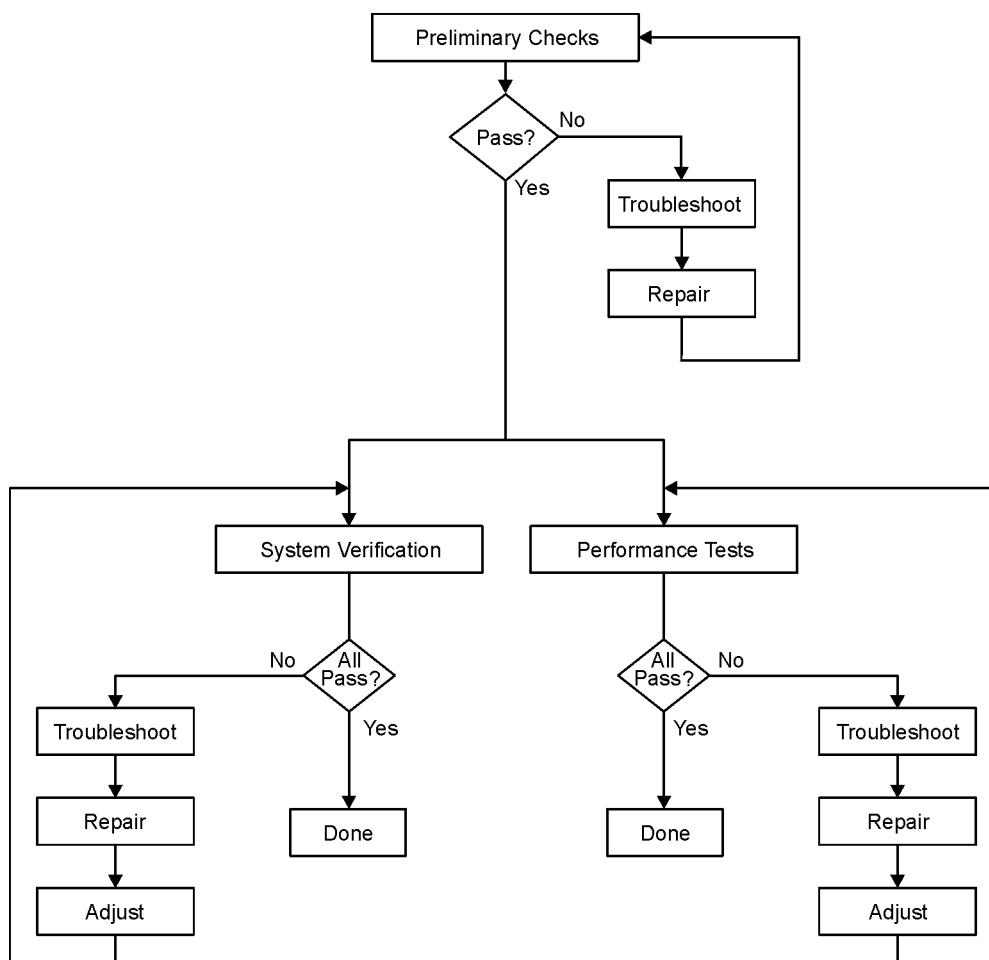 Preliminary Checks
Pass?
No
Yes
Troubleshoot
Repair
System Verification
Performance Tests
No
All
Pass?
Yes
All
Pass?
No
Yes
Troubleshoot
Troubleshoot
Repair
Done
Done
Repair
Adjust
Adjust